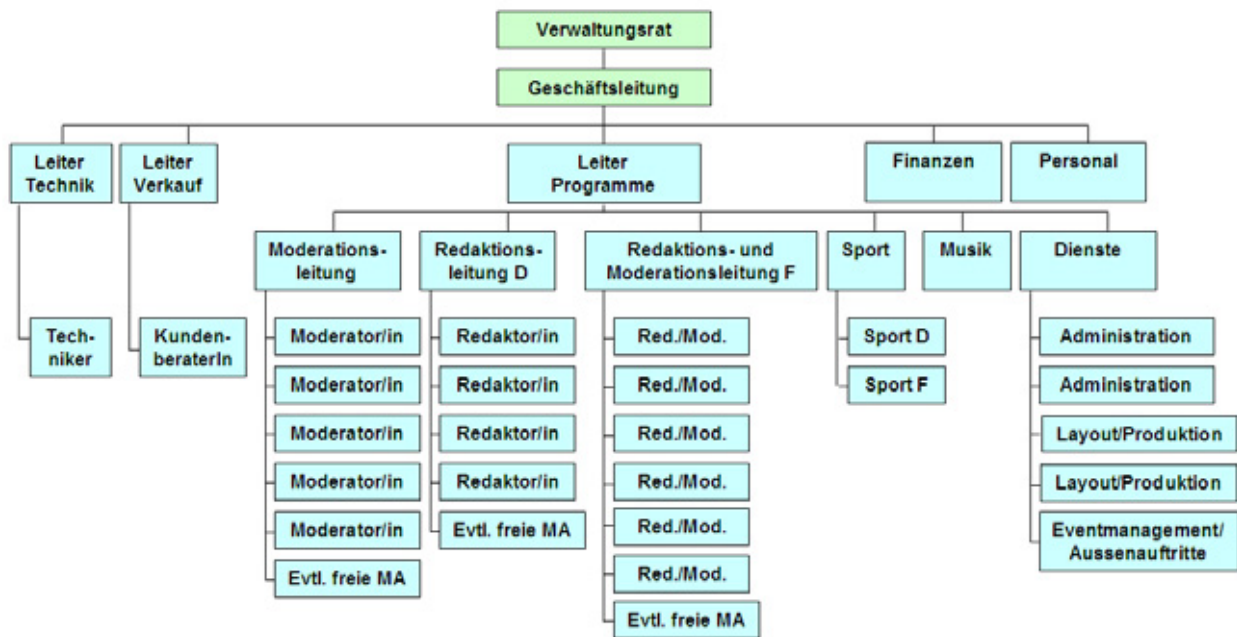 Verwaltungsrat
Geschäftsleitung
Leiter
Technik
Leiter
Verkauf
Leiter
Programme
Finanzen
Personal
Moderations-
leitung
Redaktions-
leitung D
Redaktions- und
Moderationsleitung F
Sport
Musik
Dienste
Tech-
niker
Kunden-
beraterIn
Moderator/in
Moderator/in
Moderator/in
Moderator/in
Moderator/in
Evtl. freie MA
Redaktor/in
Redaktor/in
Redaktor/in
Redaktor/in
Evtl. freie MA
Red./Mod.
Red./Mod.
Red./Mod.
Red./Mod.
Red./Mod.
Red./Mod.
Evtl. freie MA
Sport D
Sport F
Administration
Administration
Layout/Produktion
Layout/Produktion
Eventmanagement/
Aussenauftritte